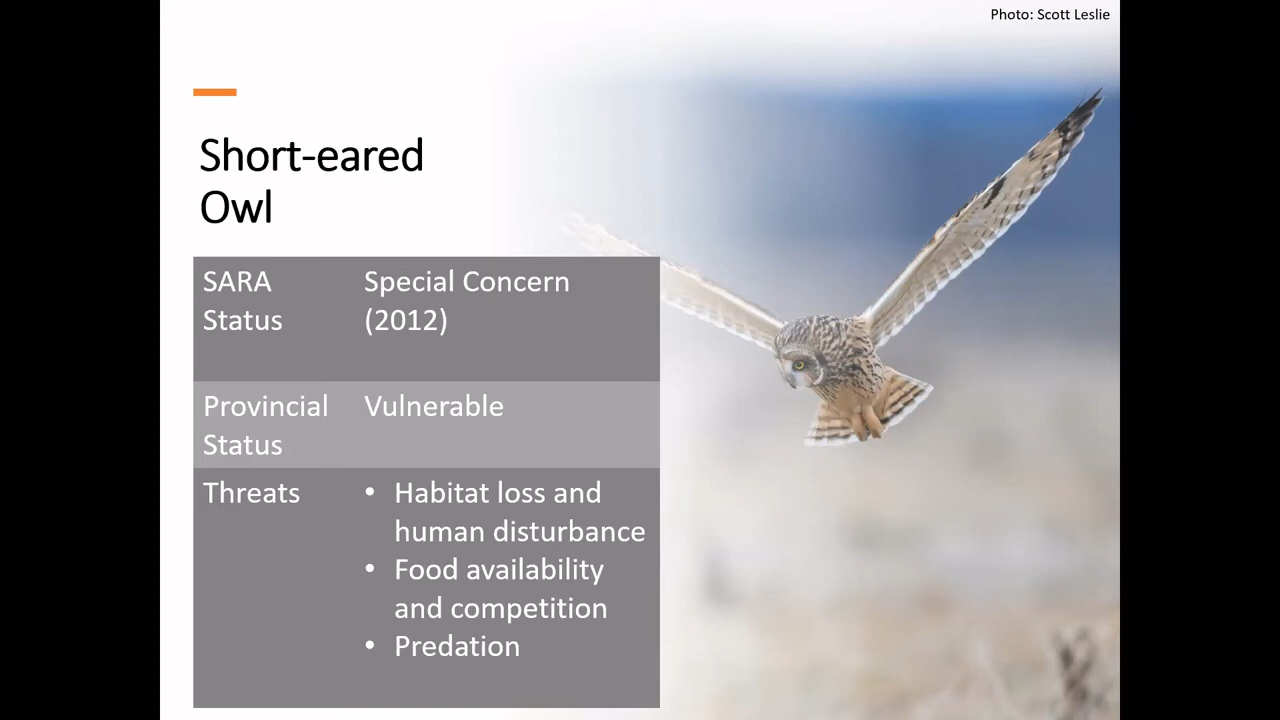 Photo: Scott Leslie
Short-eared
Owl
SARA Status
Special Concern (2012)
Provincial Status
Vulnerable
Threats
• Habitat loss and
human disturbance
• Food availability
and competition
• Predation